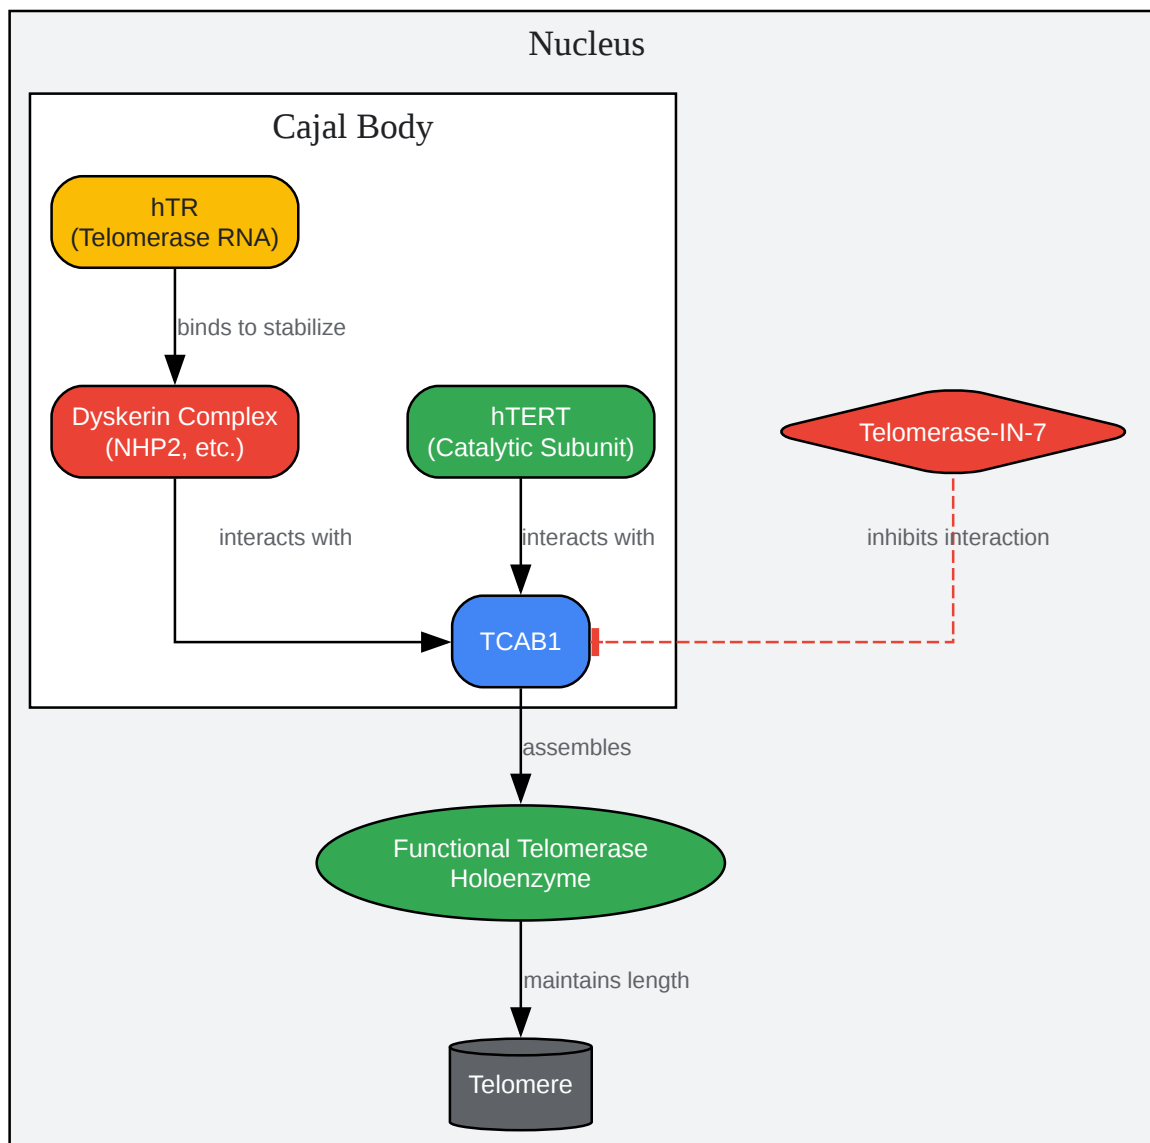 Nucleus
Cajal Body
hTR
(Telomerase RNA)
binds to stabilize
Dyskerin Complex
(NHP2, etc.)
hTERT
(Catalytic Subunit)
Telomerase-IN-7
interacts with
interacts with
inhibits interaction
TCAB1
assembles
Functional Telomerase
Holoenzyme
maintains length
Telomere